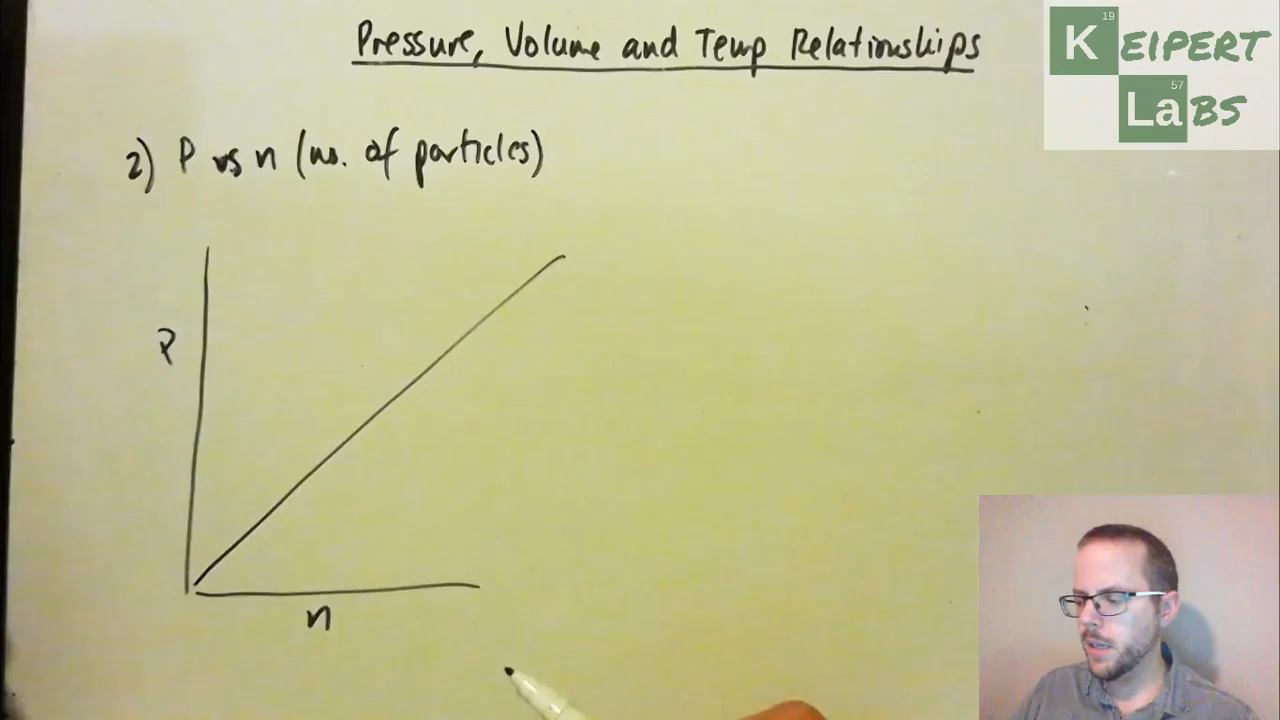 Pressure, Volume and Temp Relationships
19
KEIPERT
57
LaBS
2) P vs n (no. of particles)
P
n